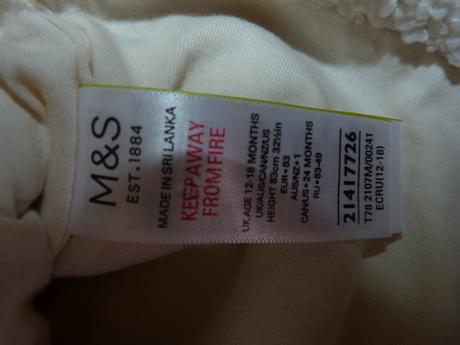 M&S
EST. 1884
MADE IN SRI LANKA
KEEP AWAY
FROM FIRE
UK AGE 12-18 MONTHS
UK/AUS/CAN/NZ/US
HEIGHT 83cm 32½in
EUR•83
AUS/NZ•1
CAN/US•24 MONTHS
RU•83-49
21417726
T78 2107M/00241
ECRU(12-18)